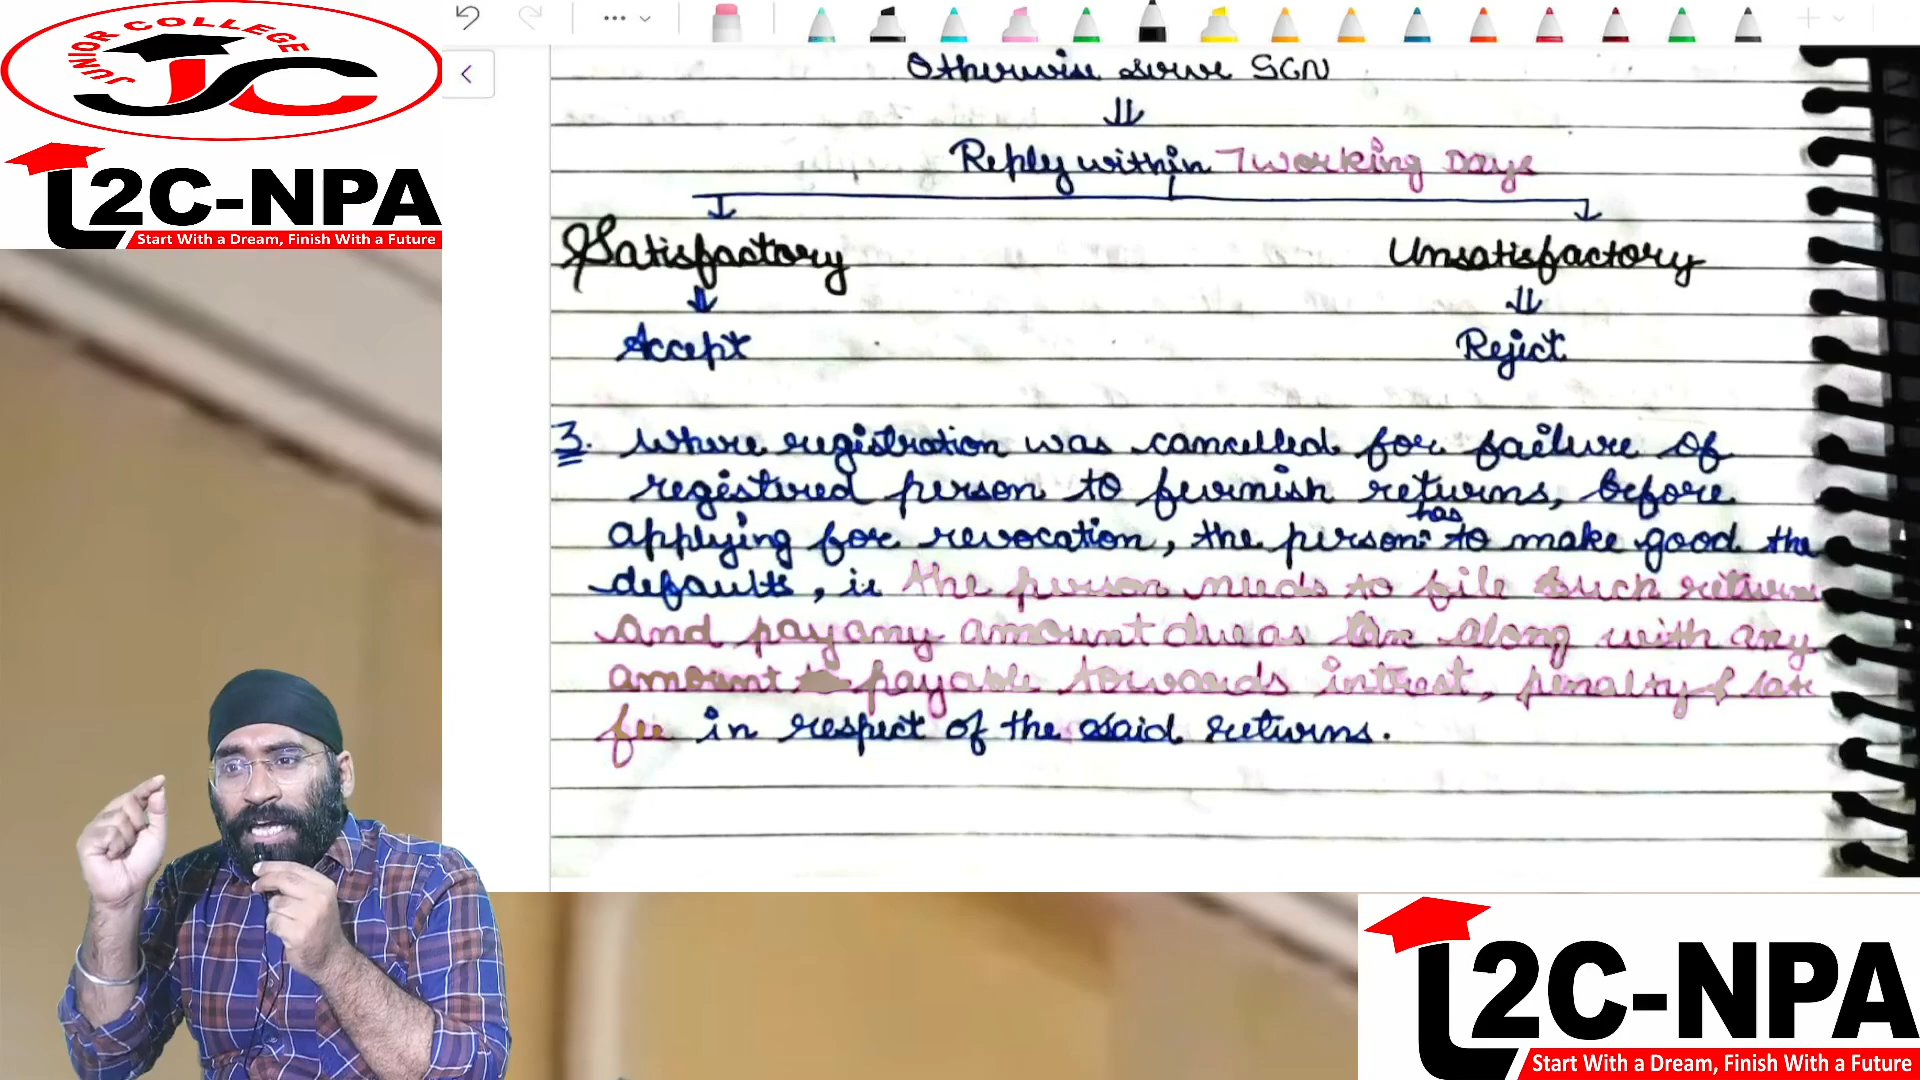 JUNIOR COLLEGE
JC
L2C-NPA
Start With a Dream, Finish With a Future
Otherwise serve SCN
Reply within 7 working Days
Satisfactory
Unsatisfactory
Accept
Reject
3. Where registration was cancelled for failure of
registered person to furnish returns, before
applying for revocation, the person has to make good the
defaults, ie the person needs to file such return
and pay any amount due as along with any
amount payable towards interest, penalty & late
fee in respect of the said returns.
L2C-NPA
Start With a Dream, Finish With a Future